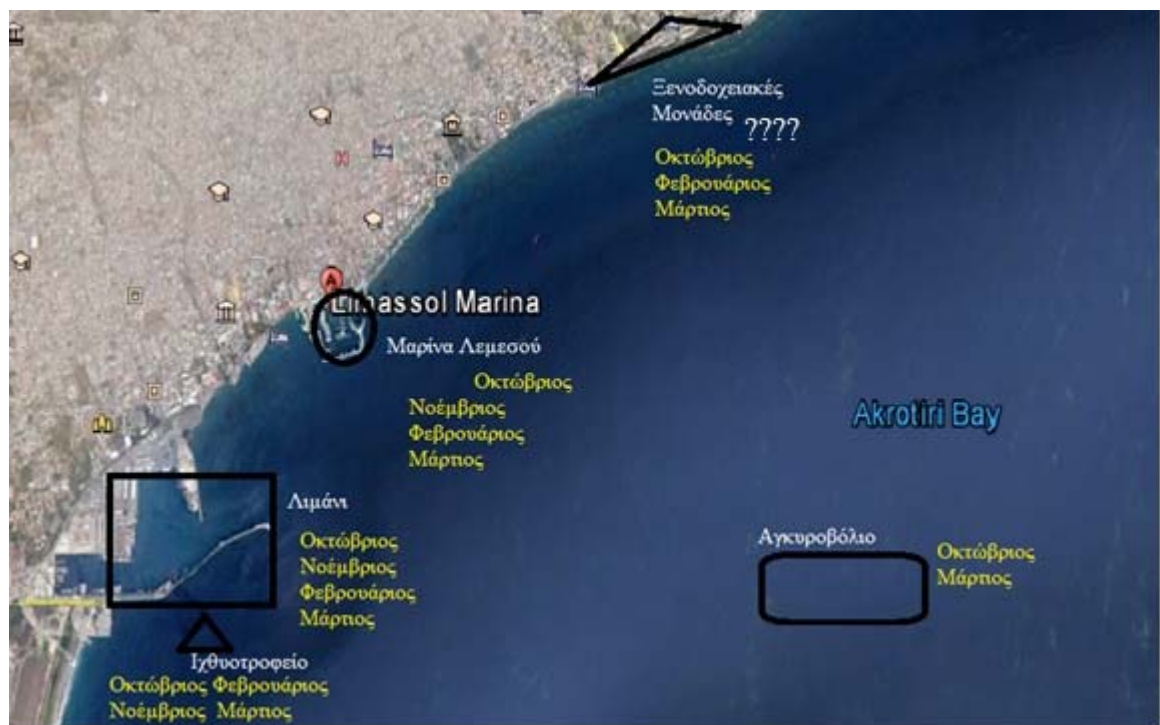 Ξενοδοχειακές
Μονάδες ????
Οκτώβριος
Φεβρουάριος
Μάρτιος
A
Limassol Marina
Μαρίνα Λεμεσού
Οκτώβριος
Νοέμβριος
Φεβρουάριος
Μάρτιος
Akrotiri Bay
Λιμάνι
Οκτώβριος
Νοέμβριος
Φεβρουάριος
Μάρτιος
Αγκυροβόλιο
Οκτώβριος
Μάρτιος
Ιχθυοτροφείο
Οκτώβριος Φεβρουάριος
Νοέμβριος Μάρτιος